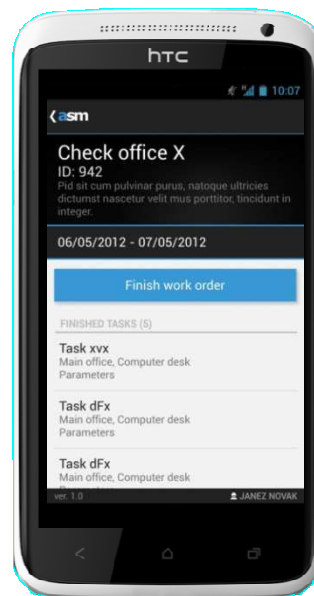 htc
10:07
asm
Check office X
ID: 942
Pid sit cum pulvinar purus, natoque ultricies
dictumst nascetur velit mus porttitor, tincidunt in
integer.
06/05/2012 - 07/05/2012
Finish work order
FINISHED TASKS (5)
Task xvx
Main office, Computer desk
Parameters
Task dFx
Main office, Computer desk
Parameters
Task dFx
Main office, Computer desk
ver. 1.0
JANEZ NOVAK